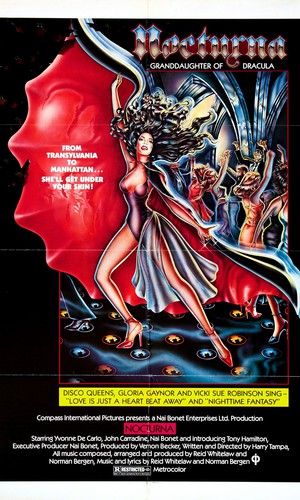 Nocturna
GRANDDAUGHTER OF DRACULA
FROM
TRANSYLVANIA
TO
MANHATTAN...
SHE'LL GET UNDER
YOUR SKIN!
DISCO QUEENS, GLORIA GAYNOR AND VICKI SUE ROBINSON SING—
"LOVE IS JUST A HEART BEAT AWAY" AND "NIGHTTIME FANTASY"
Compass International Pictures presents a Nai Bonet Enterprises Ltd. Production
NOCTURNA
Starring Yvonne De Carlo, John Carradine, Nai Bonet and introducing Tony Hamilton,
Executive Producer Nai Bonet, Produced by Vernon Becker, Written and Directed by Harry Tampa,
All music composed, arranged and produced by Reid Whitelaw and
Norman Bergen, Music and lyrics by Reid Whitelaw and Norman Bergen
R RESTRICTED
Metrocolor